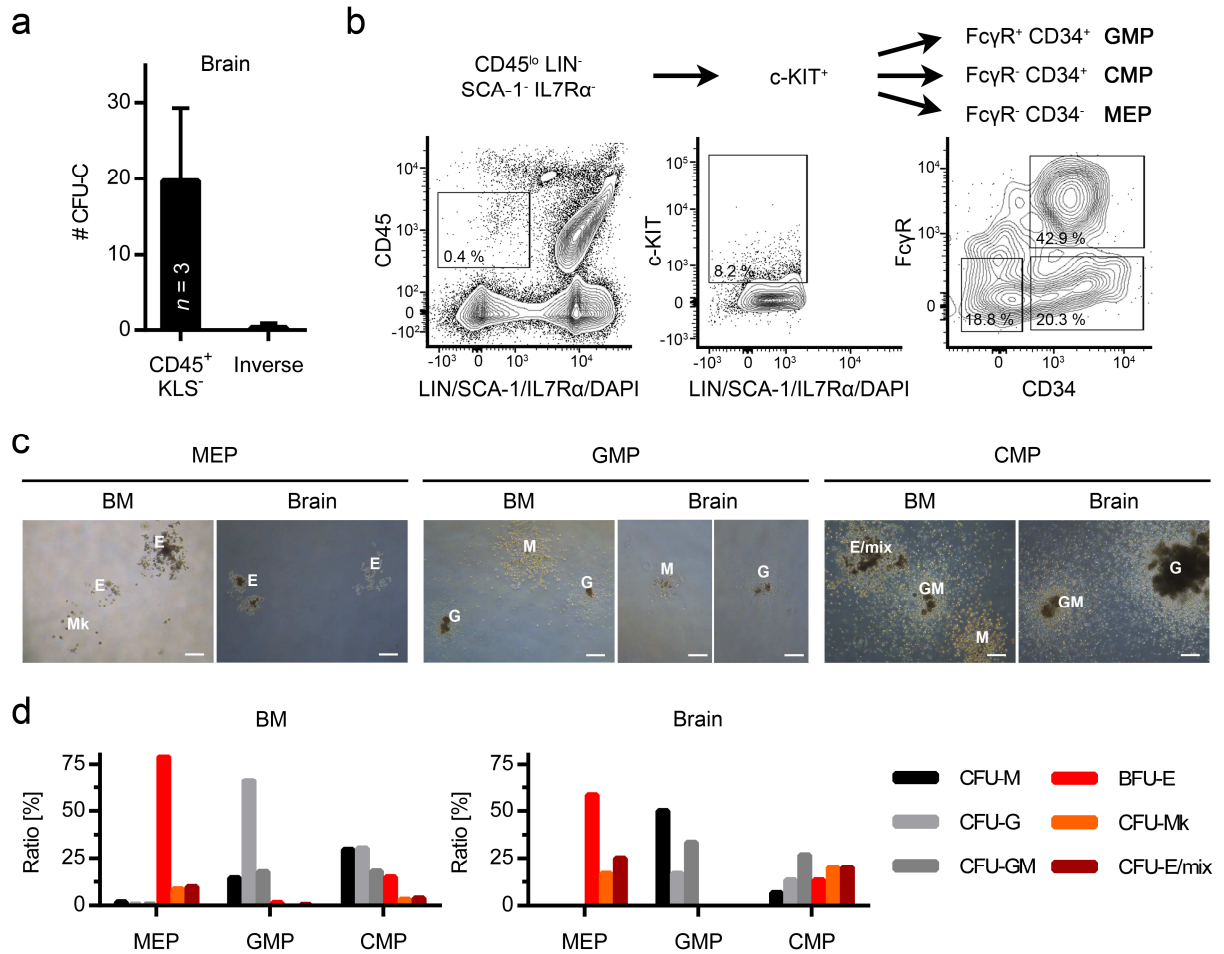 a
Brain
# CFU-C
30
20
10
0
n = 3
CD45⁺
KLS⁻
Inverse
b
CD45ˡᵒ LIN⁻
SCA-1⁻ IL7Rα⁻
c-KIT⁺
FcγR⁺ CD34⁺ GMP
FcγR⁻ CD34⁺ CMP
FcγR⁻ CD34⁻ MEP
CD45
10⁴
10³
10²
0
-10²
0.4 %
-10³ 0 10³ 10⁴
LIN/SCA-1/IL7Rα/DAPI
c-KIT
10⁵
10⁴
10³
0
-10³
8.2 %
-10³ 0 10³ 10⁴
LIN/SCA-1/IL7Rα/DAPI
FcγR
10⁴
10³
0
42.9 %
18.8 %
20.3 %
0 10³ 10⁴
CD34
c
MEP
GMP
CMP
BM
Brain
BM
Brain
BM
Brain
E
E
Mk
E
E
M
G
G
M
G
E/mix
GM
M
GM
G
d
BM
Ratio [%]
75
50
25
0
MEP GMP CMP
Brain
Ratio [%]
75
50
25
0
MEP GMP CMP
CFU-M
CFU-G
CFU-GM
BFU-E
CFU-Mk
CFU-E/mix